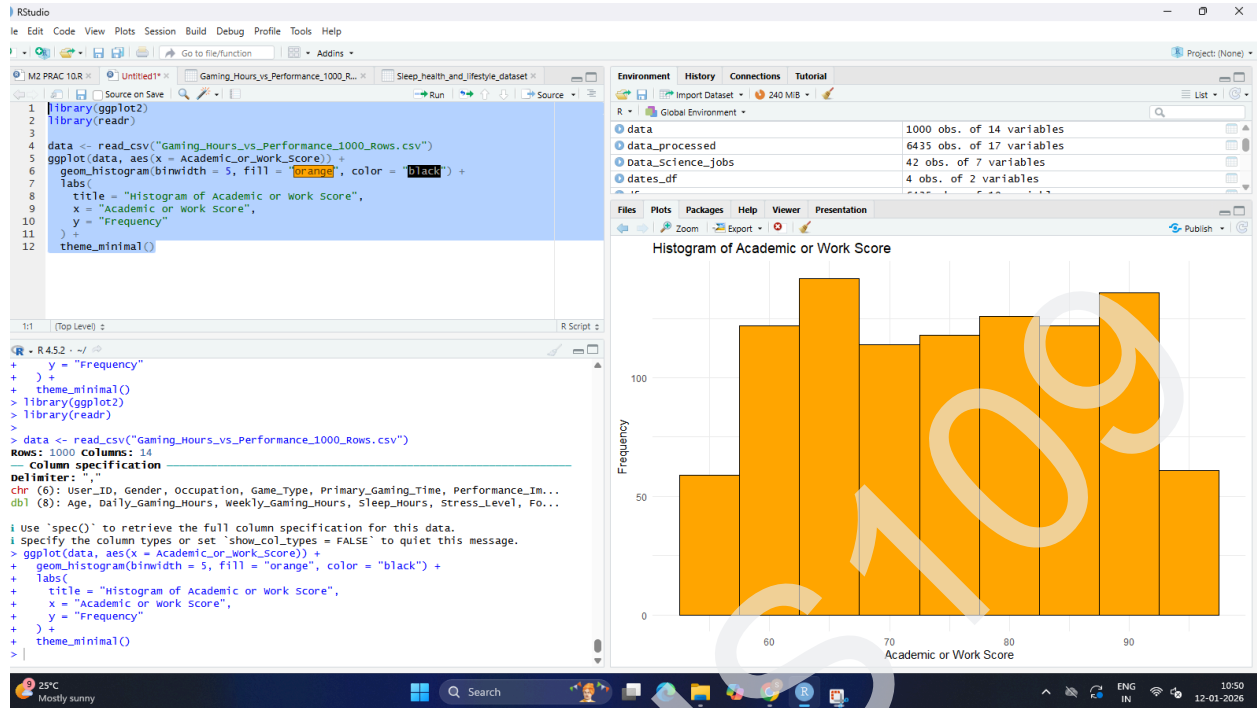 RStudio
le Edit Code View Plots Session Build Debug Profile Tools Help
Go to file/function Addins Project: (None)
M2 PRAC 10.R Untitled1* Gaming_Hours_vs_Performance_1000_R... Sleep_health_and_lifestyle_dataset
Source on Save Run Source
1 library(ggplot2)
2 library(readr)
3
4 data <- read_csv("Gaming_Hours_vs_Performance_1000_Rows.csv")
5 ggplot(data, aes(x = Academic_or_Work_Score)) +
6 geom_histogram(binwidth = 5, fill = "orange", color = "black") +
7 labs(
8 title = "Histogram of Academic or Work Score",
9 x = "Academic or Work Score",
10 y = "Frequency"
11 ) +
12 theme_minimal()
1:1 (Top Level) R Script
R 4.5.2 · ~/
+ y = "Frequency"
+ ) +
+ theme_minimal()
> library(ggplot2)
> library(readr)
>
> data <- read_csv("Gaming_Hours_vs_Performance_1000_Rows.csv")
Rows: 1000 Columns: 14
── Column specification ──
Delimiter: ","
chr (6): User_ID, Gender, Occupation, Game_Type, Primary_Gaming_Time, Performance_Im...
dbl (8): Age, Daily_Gaming_Hours, Weekly_Gaming_Hours, Sleep_Hours, Stress_Level, Fo...
i Use `spec()` to retrieve the full column specification for this data.
i Specify the column types or set `show_col_types = FALSE` to quiet this message.
> ggplot(data, aes(x = Academic_or_Work_Score)) +
+ geom_histogram(binwidth = 5, fill = "orange", color = "black") +
+ labs(
+ title = "Histogram of Academic or Work Score",
+ x = "Academic or Work Score",
+ y = "Frequency"
+ ) +
+ theme_minimal()
>
Environment History Connections Tutorial
Import Dataset 240 MiB List
R Global Environment
data 1000 obs. of 14 variables
data_processed 6435 obs. of 17 variables
Data_Science_jobs 42 obs. of 7 variables
dates_df 4 obs. of 2 variables
Files Plots Packages Help Viewer Presentation
Zoom Export Publish
Histogram of Academic or Work Score
100
50
0
Frequency
60 70 80 90
Academic or Work Score
S109
9
25°C
Mostly sunny
Search
ENG
IN
10:50
12-01-2026